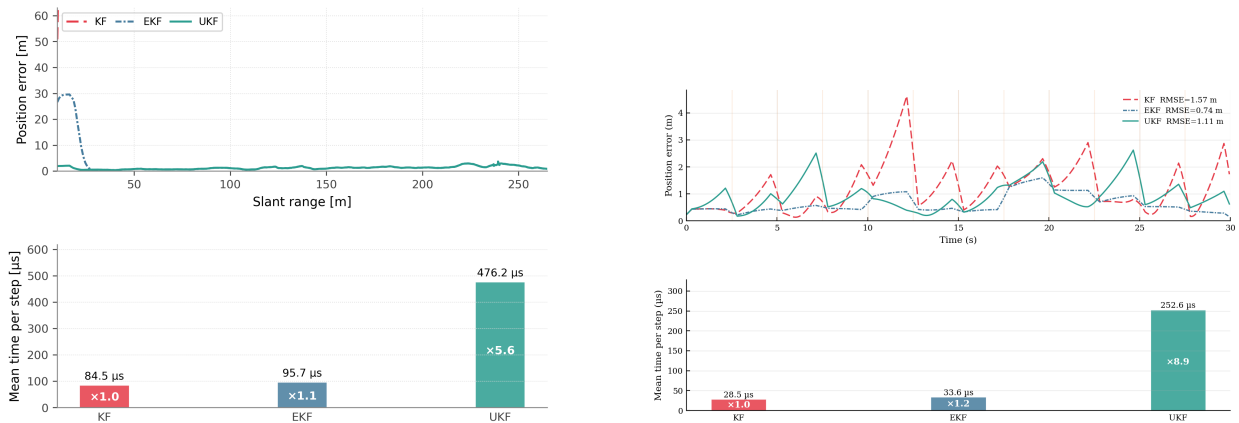 Position error [m]
60
50
40
30
20
10
0
KF EKF UKF
50 100 150 200 250
Slant range [m]
Position error (m)
4
3
2
1
0
KF RMSE=1.57 m
EKF RMSE=0.74 m
UKF RMSE=1.11 m
0 5 10 15 20 25 30
Time (s)
Mean time per step [µs]
600
500
400
300
200
100
0
84.5 µs
×1.0
95.7 µs
×1.1
476.2 µs
×5.6
KF EKF UKF
Mean time per step (µs)
300
250
200
150
100
50
0
28.5 µs
×1.0
33.6 µs
×1.2
252.6 µs
×8.9
KF EKF UKF